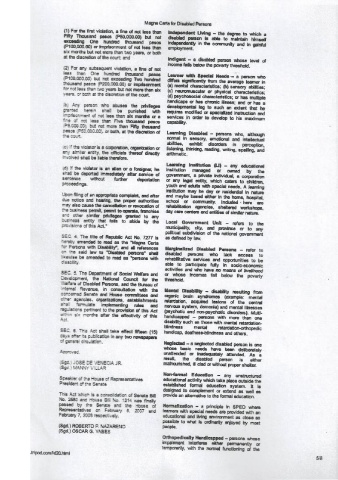 Magna Carta for Disabled Persons
(1) For the first violation, a fine of not less than
Fifty Thousand pesos (P50,000.00) but not
exceeding One hundred thousand pesos
(P100,000.00) or imprisonment of not less than
six months but not more than two years, or both
at the discretion of the court; and
(2) For any subsequent violation, a fine of not
less than One hundred thousand pesos
(P100,000.00) but not exceeding Two hundred
thousand pesos (P200,000.00) or imprisonment
for not less than two years but not more than six
years, or both at the discretion of the court.
(b) Any person who abuses the privileges
granted herein shall be punished with
imprisonment of not less than six months or a
fine of not less than Five thousand pesos
(P5,000.00), but not more than Fifty thousand
pesos (P50,000.00), or both, at the discretion of
the court.
(c) If the violator is a corporation, organization or
any similar entity, the officials thereof directly
involved shall be liable therefore.
(d) If the violator is an alien or a foreigner, he
shall be deported immediately after service of
sentence without further deportation
proceedings.
Upon filing of an appropriate complaint, and after
due notice and hearing, the proper authorities
may also cause the cancellation or revocation of
the business permit, permit to operate, franchise
and other similar privileges granted to any
business entity that fails to abide by the
provisions of this Act."
SEC. 4. The title of Republic Act No. 7277 is
hereby amended to read as the "Magna Carta
for Persons with Disability", and all references
on the said law to "Disabled persons" shall
likewise be amended to read as "persons with
disability.
SEC. 5. The Department of Social Welfare and
Development, the National Council for the
Welfare of Disabled Persons, and the Bureau of
Internal Revenue, in consultation with the
concerned Senate and House committees and
other agencies, organizations, establishments,
shall formulate implementing rules and
regulations pertinent to the provision of this Act
within six months after the effectivity of this
Act.
SEC. 6. This Act shall take effect fifteen (15)
days after its publication in any two newspapers
of general circulation.
Approved,
(Sgd.) JOSE DE VENECIA JR.
(Sgd.) MANNY VILLAR
Speaker of the House of Representatives
President of the Senate
This Act which is a consolidation of Senate Bill
No. and House Bill No. 1214 was finally
passed by the Senate and the House of
Representatives on February 8, 2007 and
February 7, 2006 respectively.
(Sgd.) ROBERTO P. NAZARENO
(Sgd.) OSCAR G. YABES
Independent Living – the degree to which a
disabled person is able to maintain himself
independently in the community and in gainful
employment.
Indigent – a disabled person whose level of
income falls below the poverty threshold.
Learner with Special Needs – a person who
differs significantly from the average learner in
(a) mental characteristics; (b) sensory abilities;
(c) neuromuscular or physical characteristics;
(d) psychosocial characteristics; or has multiple
handicaps or has chronic illness; and or has a
developmental lag to such an extent that he
requires modified or specialized instruction and
services in order to develop to his maximum
capability.
Learning Disabled – persons who, although
normal in sensory, emotional and intellectual
abilities, exhibit disorders in perception,
listening, thinking, reading, writing, spelling, and
arithmetic.
Learning Institution (LI) – any educational
institution managed or owned by the
government, a private individual, a corporation
or any legal entity, which caters to children,
youth and adults with special needs. A learning
institution may be day or residential in nature
and maybe based either in the home, hospital,
school or community. Included here are
rehabilitation agencies, sheltered workshops,
day care centers and entities of similar nature.
Local Government Unit – refers to the
municipality, city, and province or to any
political subdivision of the national government
as defined by law.
Marginalized Disabled Persons – refer to
disabled persons who lack access to
rehabilitative services and opportunities to be
able to participate fully in socio-economic
activities and who have no means of livelihood
or whose incomes fall below the poverty
threshold.
Mental Disability – disability resulting from
organic brain syndromes (example: mental
retardation, acquired lesions of the central
nervous system, dementia) and mental illnesses
(psychotic and non-psychotic disorders). Multi-
handicapped – persons with more than one
disability such as those with mental retardation-
blindness mental retardation-orthopedic
handicap, deafness-blindness and others.
Neglected – a neglected disabled person is one
whose basic needs have been deliberately
unattended or inadequately attended. As a
result, the disabled person is either
malnourished, ill clad or without proper shelter.
Non-formal Education – any unstructured
educational activity which take place outside the
established formal education system. It is
designed to complement or extend as well as
provide an alternative to the formal education.
Normalization – a principle in SPED where
learners with special needs are provided with an
educational and living environment as close as
possible to what is ordinarily enjoyed by most
people.
Orthopedically Handicapped – persons whose
impairment interferes either permanently or
temporarily, with the normal functioning of the